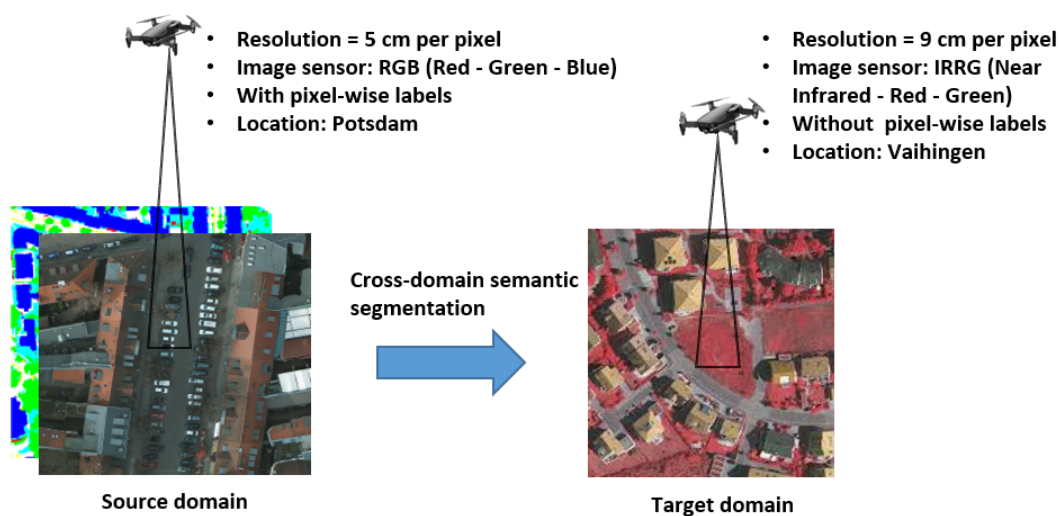 • Resolution = 5 cm per pixel
• Image sensor: RGB (Red - Green - Blue)
• With pixel-wise labels
• Location: Potsdam
• Resolution = 9 cm per pixel
• Image sensor: IRRG (Near
Infrared - Red - Green)
• Without pixel-wise labels
• Location: Vaihingen
Cross-domain semantic
segmentation
Source domain
Target domain